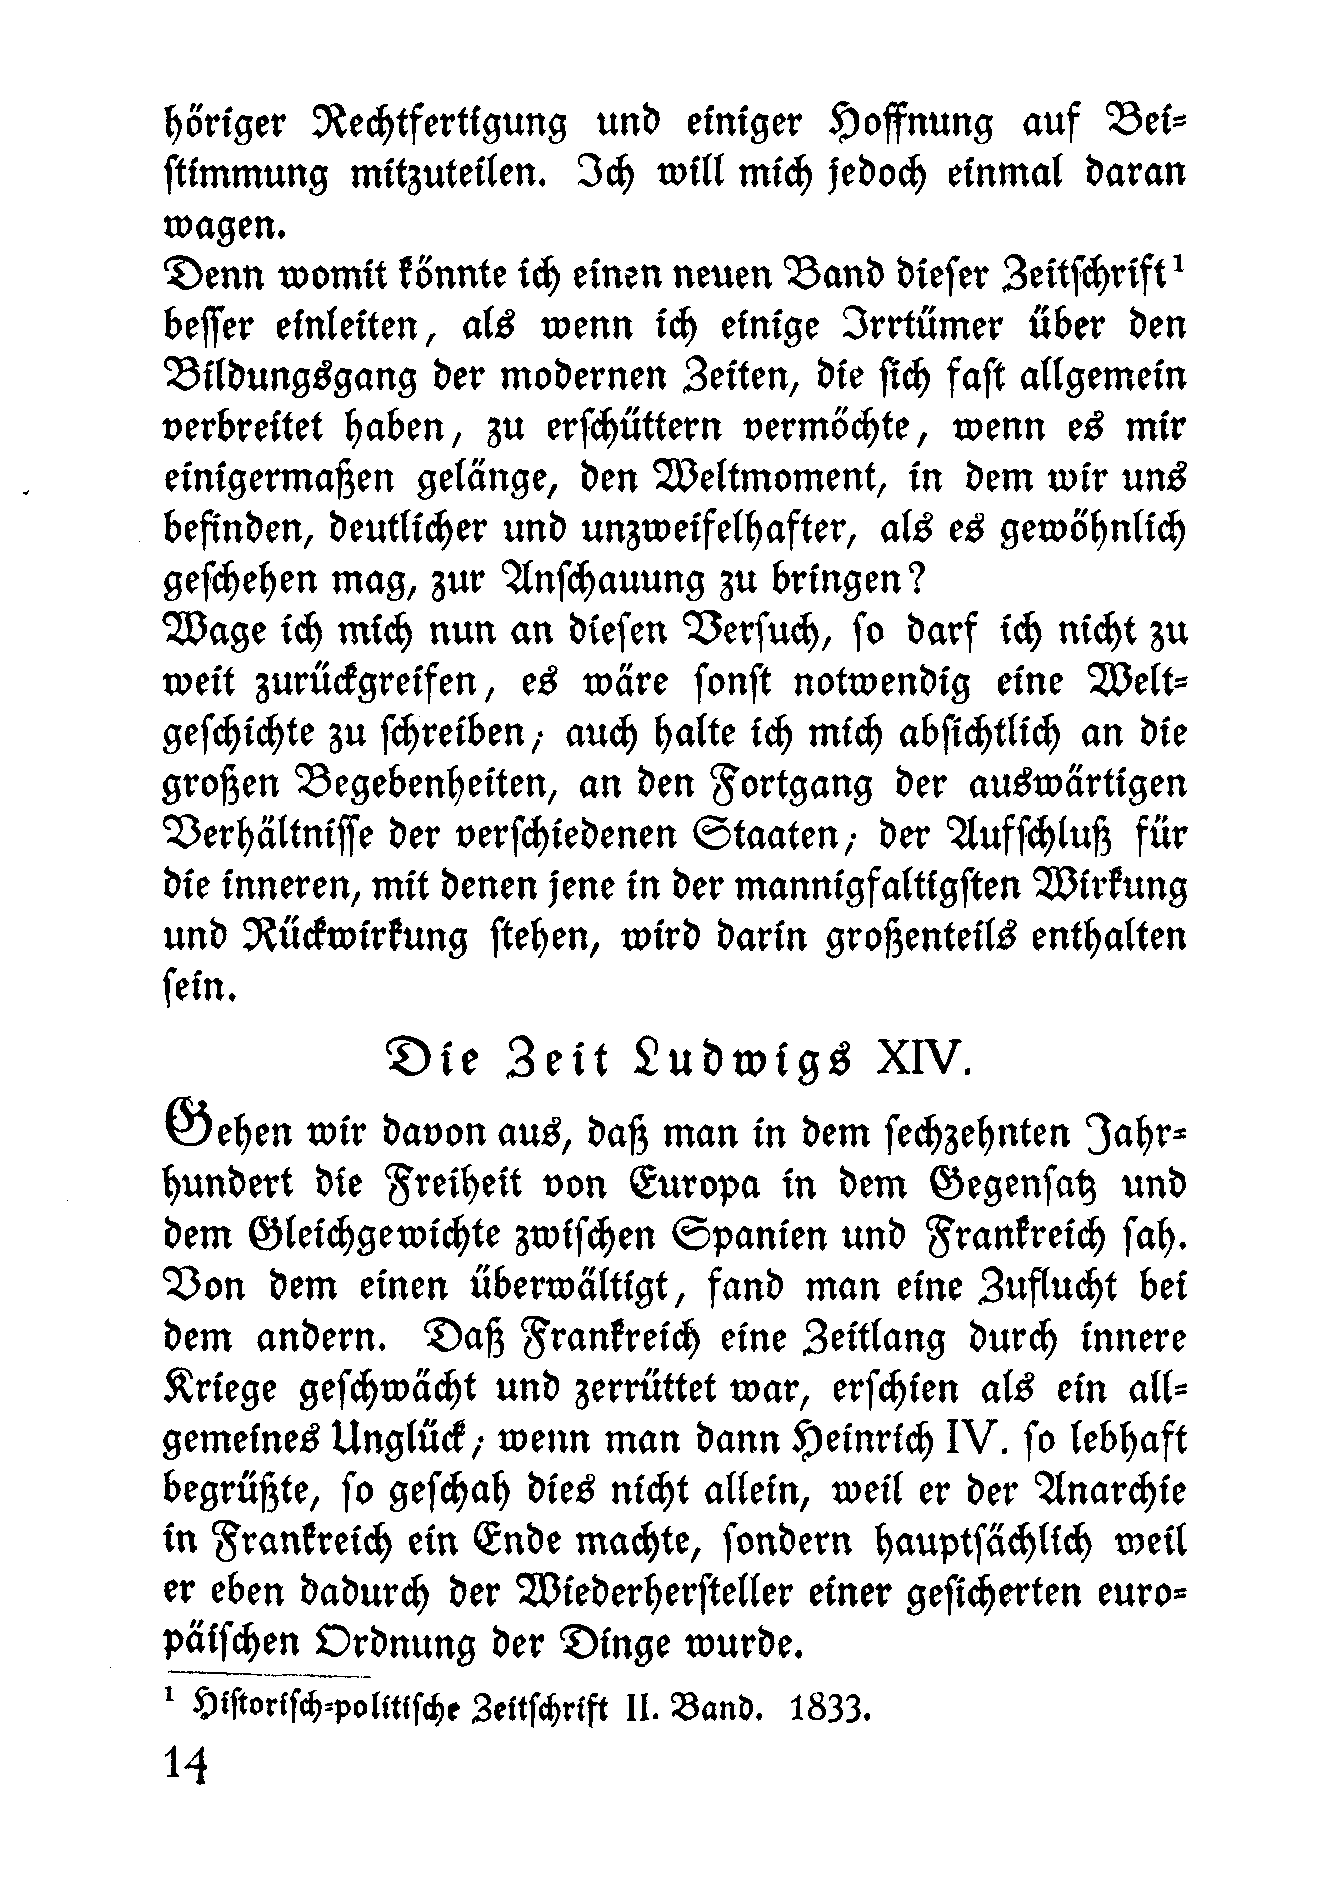 höriger Rechtfertigung und einiger Hoffnung auf Bei-
stimmung mitzuteilen. Ich will mich jedoch einmal daran
wagen.
Denn womit könnte ich einen neuen Band dieser Zeitschrift¹
besser einleiten, als wenn ich einige Irrtümer über den
Bildungsgang der modernen Zeiten, die sich fast allgemein
verbreitet haben, zu erschüttern vermöchte, wenn es mir
einigermaßen gelänge, den Weltmoment, in dem wir uns
befinden, deutlicher und unzweifelhafter, als es gewöhnlich
geschehen mag, zur Anschauung zu bringen?
Wage ich mich nun an diesen Versuch, so darf ich nicht zu
weit zurückgreifen, es wäre sonst notwendig eine Welt-
geschichte zu schreiben; auch halte ich mich absichtlich an die
großen Begebenheiten, an den Fortgang der auswärtigen
Verhältnisse der verschiedenen Staaten; der Aufschluß für
die inneren, mit denen jene in der mannigfaltigsten Wirkung
und Rückwirkung stehen, wird darin großenteils enthalten
sein.
Die Zeit Ludwigs XIV.
Gehen wir davon aus, daß man in dem sechzehnten Jahr-
hundert die Freiheit von Europa in dem Gegensatz und
dem Gleichgewichte zwischen Spanien und Frankreich sah.
Von dem einen überwältigt, fand man eine Zuflucht bei
dem andern. Daß Frankreich eine Zeitlang durch innere
Kriege geschwächt und zerrüttet war, erschien als ein all-
gemeines Unglück; wenn man dann Heinrich IV. so lebhaft
begrüßte, so geschah dies nicht allein, weil er der Anarchie
in Frankreich ein Ende machte, sondern hauptsächlich weil
er eben dadurch der Wiederhersteller einer gesicherten euro-
päischen Ordnung der Dinge wurde.
¹ Historisch-politische Zeitschrift II. Band. 1833.
14